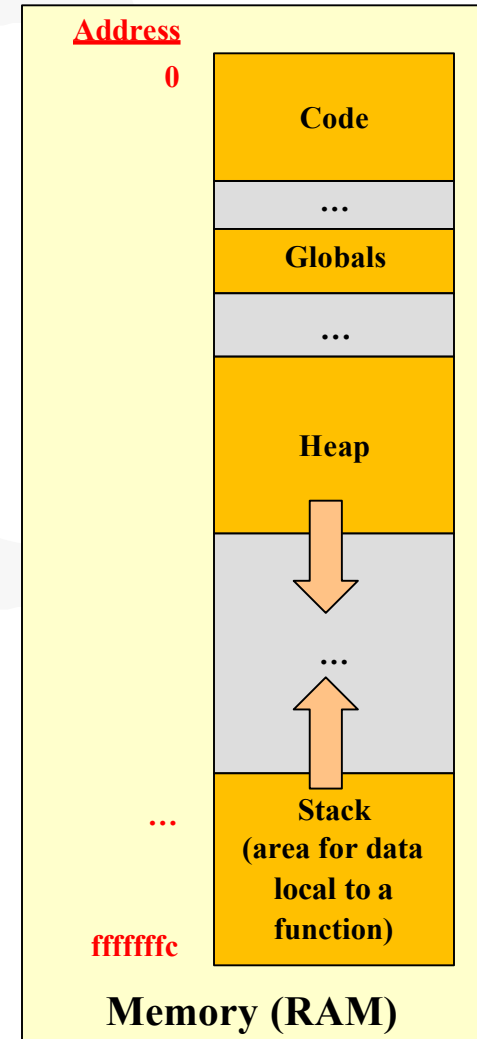 Address
0
Code
…
Globals
…
Heap
…
…
Stack
(area for data
local to a
function)
fffffffc
Memory (RAM)